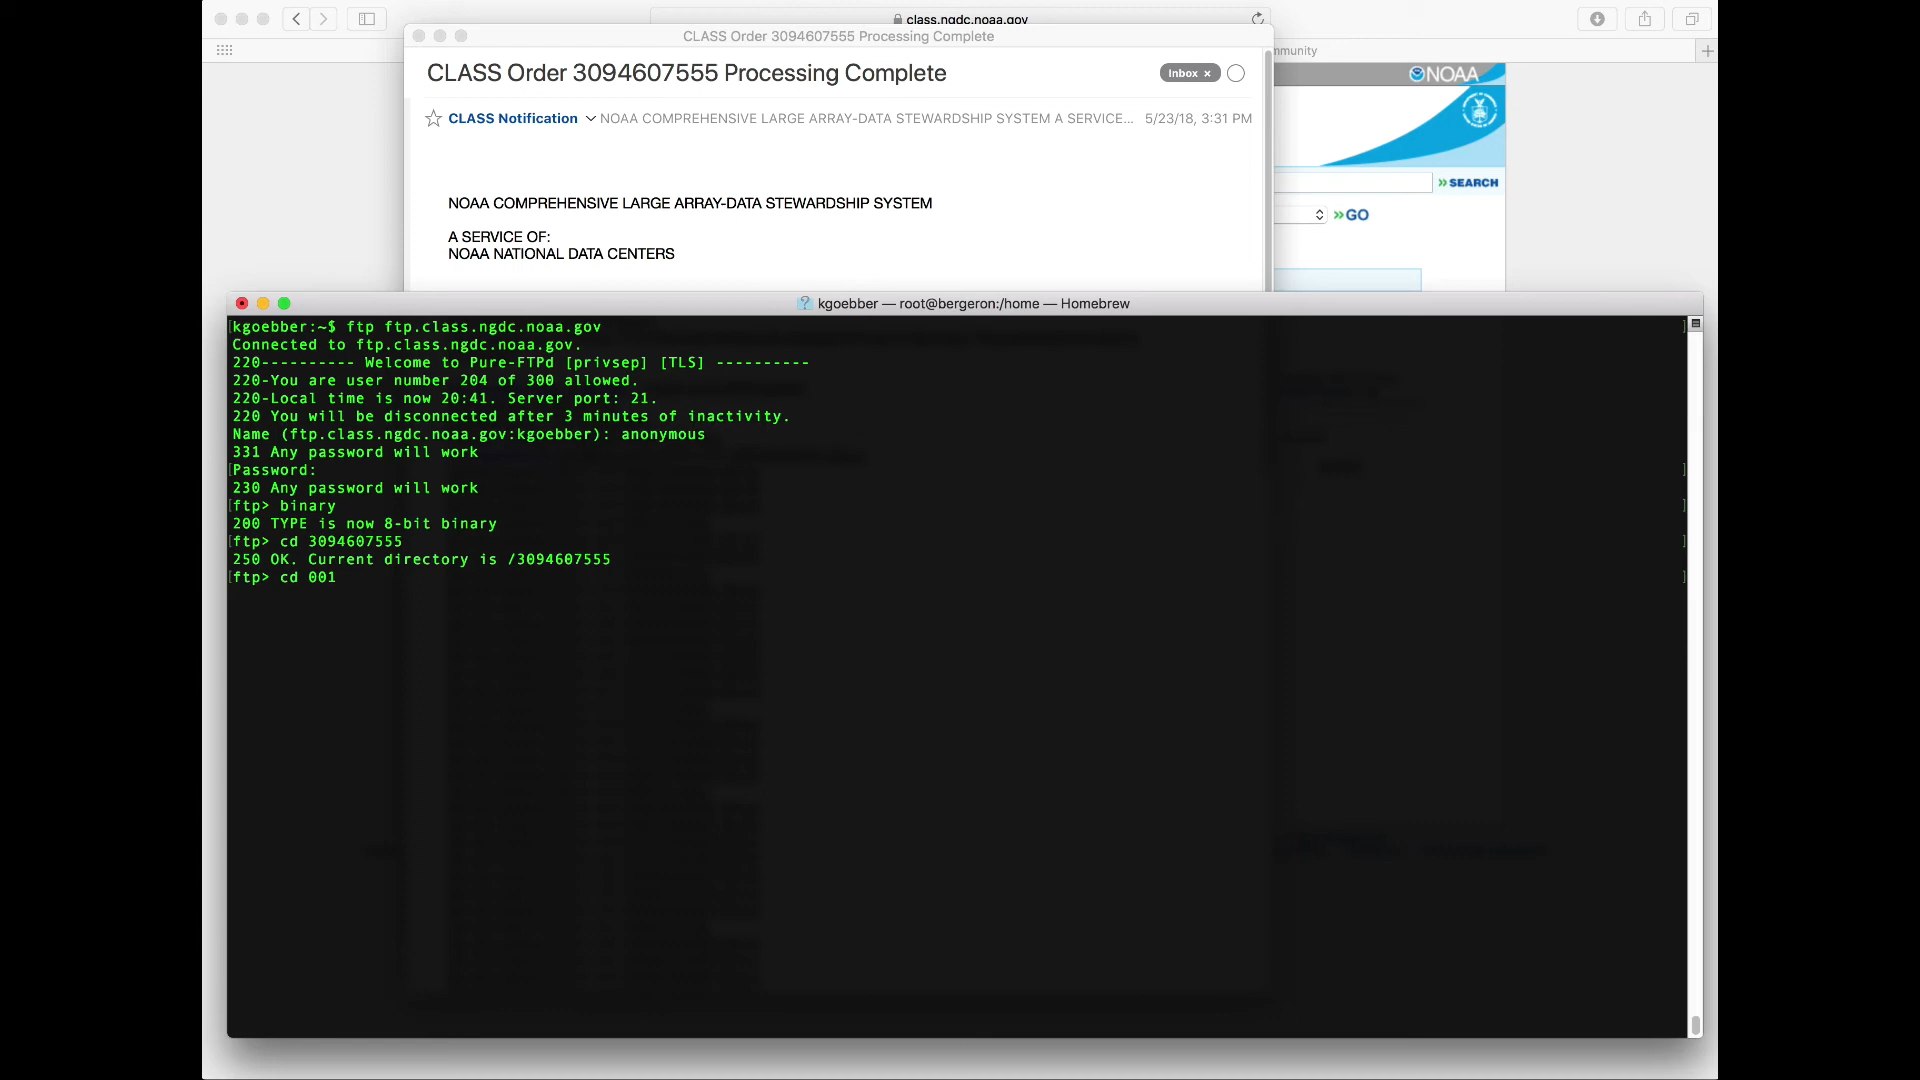 class.ngdc.noaa.gov
CLASS Order 3094607555 Processing Complete
mmunity
CLASS Order 3094607555 Processing Complete
Inbox ×
NOAA
CLASS Notification
NOAA COMPREHENSIVE LARGE ARRAY-DATA STEWARDSHIP SYSTEM A SERVICE...
5/23/18, 3:31 PM
SEARCH
NOAA COMPREHENSIVE LARGE ARRAY-DATA STEWARDSHIP SYSTEM
GO
A SERVICE OF:
NOAA NATIONAL DATA CENTERS
kgoebber — root@bergeron:/home — Homebrew
[kgoebber:~$ ftp ftp.class.ngdc.noaa.gov ]
Connected to ftp.class.ngdc.noaa.gov.
220---------- Welcome to Pure-FTPd [privsep] [TLS] ----------
220-You are user number 204 of 300 allowed.
220-Local time is now 20:41. Server port: 21.
220 You will be disconnected after 3 minutes of inactivity.
Name (ftp.class.ngdc.noaa.gov:kgoebber): anonymous
331 Any password will work
[Password: ]
230 Any password will work
[ftp> binary ]
200 TYPE is now 8-bit binary
[ftp> cd 3094607555 ]
250 OK. Current directory is /3094607555
[ftp> cd 001 ]